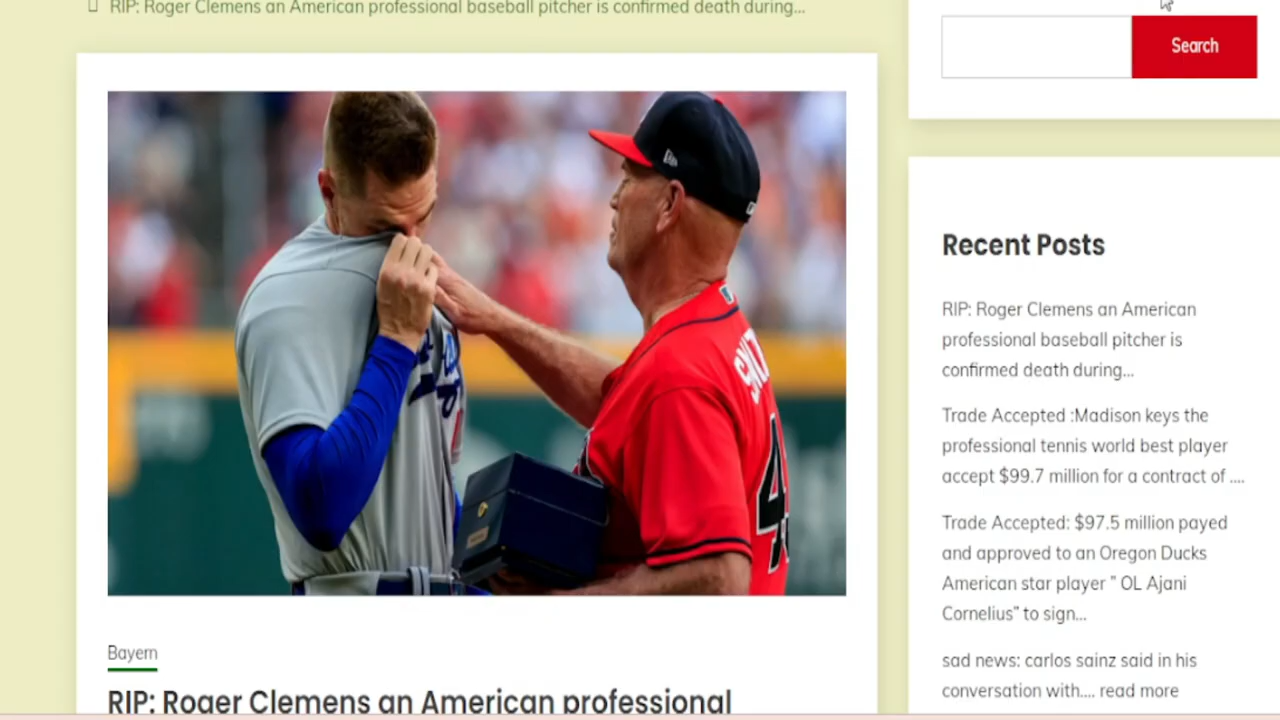 RIP: Roger Clemens an American professional baseball pitcher is confirmed death during...
Search
Recent Posts
RIP: Roger Clemens an American
professional baseball pitcher is
confirmed death during...
Trade Accepted :Madison keys the
professional tennis world best player
accept $99.7 million for a contract of ....
Trade Accepted: $97.5 million payed
and approved to an Oregon Ducks
American star player " OL Ajani
Cornelius" to sign...
sad news: carlos sainz said in his
conversation with.... read more
Bayern
RIP: Roger Clemens an American professional